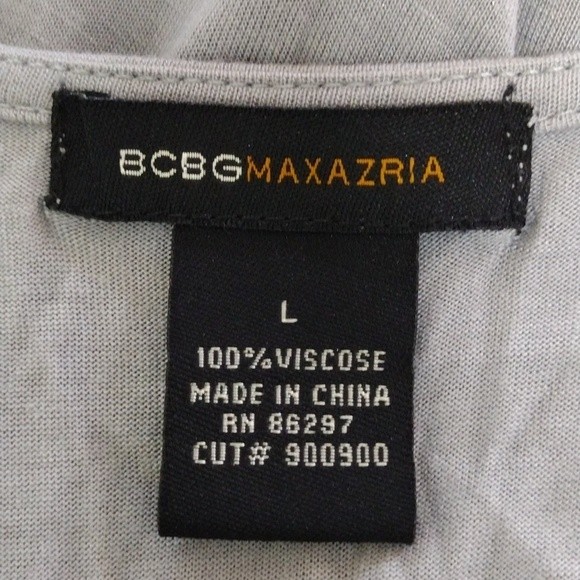 BCBGMAXAZRIA
L
100% VISCOSE
MADE IN CHINA
RN 86297
CUT# 900900